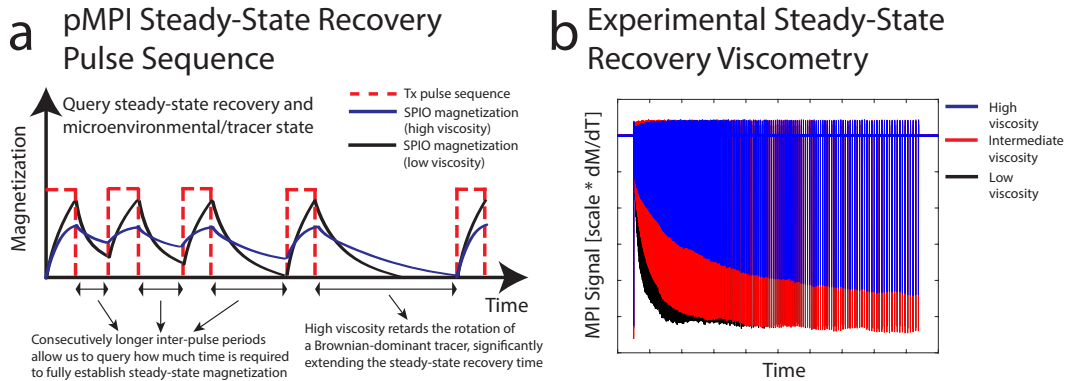 a pMPI Steady-State Recovery
Pulse Sequence
Query steady-state recovery and
microenvironmental/tracer state
Tx pulse sequence
SPIO magnetization
(high viscosity)
SPIO magnetization
(low viscosity)
Magnetization
Time
Consecutively longer inter-pulse periods
allow us to query how much time is required
to fully establish steady-state magnetization
High viscosity retards the rotation of
a Brownian-dominant tracer, significantly
extending the steady-state recovery time
b Experimental Steady-State
Recovery Viscometry
MPI Signal [scale * dM/dT]
Time
High
viscosity
Intermediate
viscosity
Low
viscosity